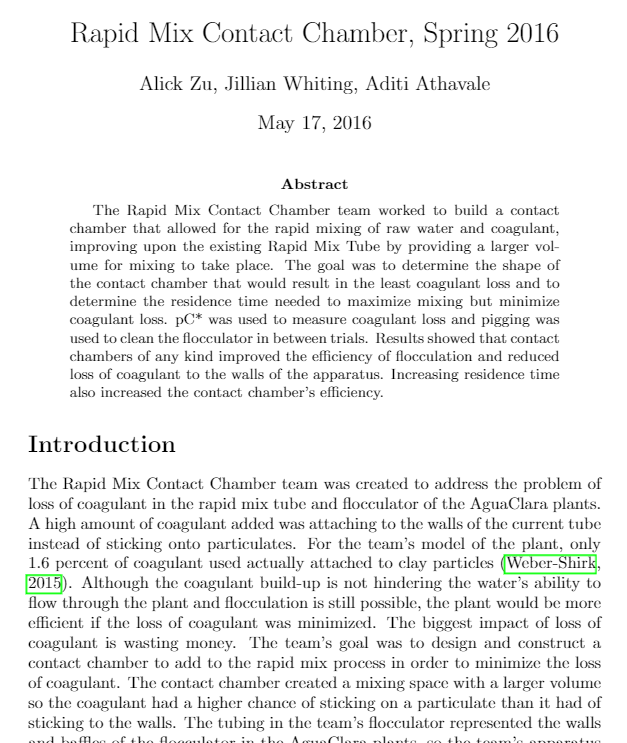 Rapid Mix Contact Chamber, Spring 2016
Alick Zu, Jillian Whiting, Aditi Athavale
May 17, 2016
Abstract
The Rapid Mix Contact Chamber team worked to build a contact
chamber that allowed for the rapid mixing of raw water and coagulant,
improving upon the existing Rapid Mix Tube by providing a larger vol-
ume for mixing to take place. The goal was to determine the shape of
the contact chamber that would result in the least coagulant loss and to
determine the residence time needed to maximize mixing but minimize
coagulant loss. pC* was used to measure coagulant loss and pigging was
used to clean the flocculator in between trials. Results showed that contact
chambers of any kind improved the efficiency of flocculation and reduced
loss of coagulant to the walls of the apparatus. Increasing residence time
also increased the contact chamber's efficiency.
Introduction
The Rapid Mix Contact Chamber team was created to address the problem of
loss of coagulant in the rapid mix tube and flocculator of the AguaClara plants.
A high amount of coagulant added was attaching to the walls of the current tube
instead of sticking onto particulates. For the team's model of the plant, only
1.6 percent of coagulant used actually attached to clay particles (Weber-Shirk,
2015). Although the coagulant build-up is not hindering the water's ability to
flow through the plant and flocculation is still possible, the plant would be more
efficient if the loss of coagulant was minimized. The biggest impact of loss of
coagulant is wasting money. The team's goal was to design and construct a
contact chamber to add to the rapid mix process in order to minimize the loss
of coagulant. The contact chamber created a mixing space with a larger volume
so the coagulant had a higher chance of sticking on a particulate than it had of
sticking to the walls. The tubing in the team's flocculator represented the walls
and baffles of the flocculator in the AguaClara plants, so the team's apparatus